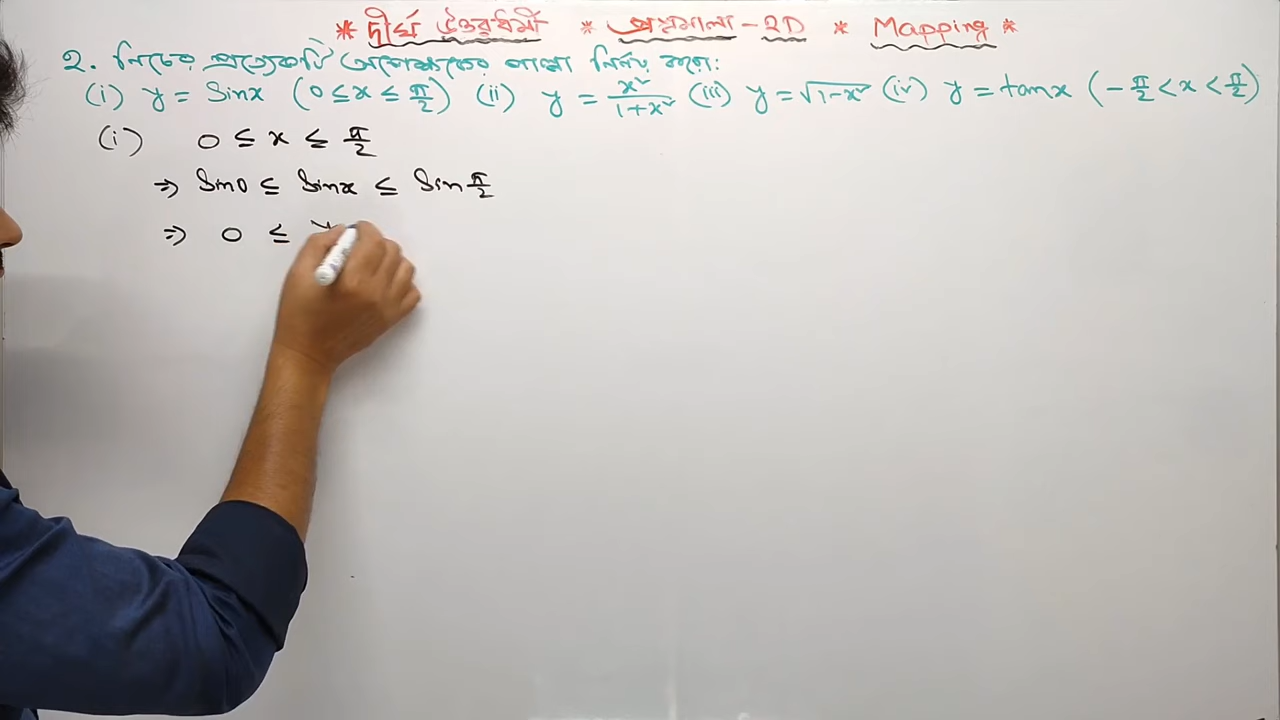 * দীর্ঘ উত্তরধর্মী * প্রশ্নমালা - 2D * Mapping *
২. নিচের প্রত্যেকটি অপেক্ষকের পাল্লা নির্ণয় করো:
(i) y = Sinx (0 ≤ x ≤ π/2) (ii) y = x²/(1+x²) (iii) y = √(1-x²) (iv) y = tanx (-π/2 < x < π/2)
(i) 0 ≤ x ≤ π/2
⇒ Sin0 ≤ Sinx ≤ Sin π/2
⇒ 0 ≤ y